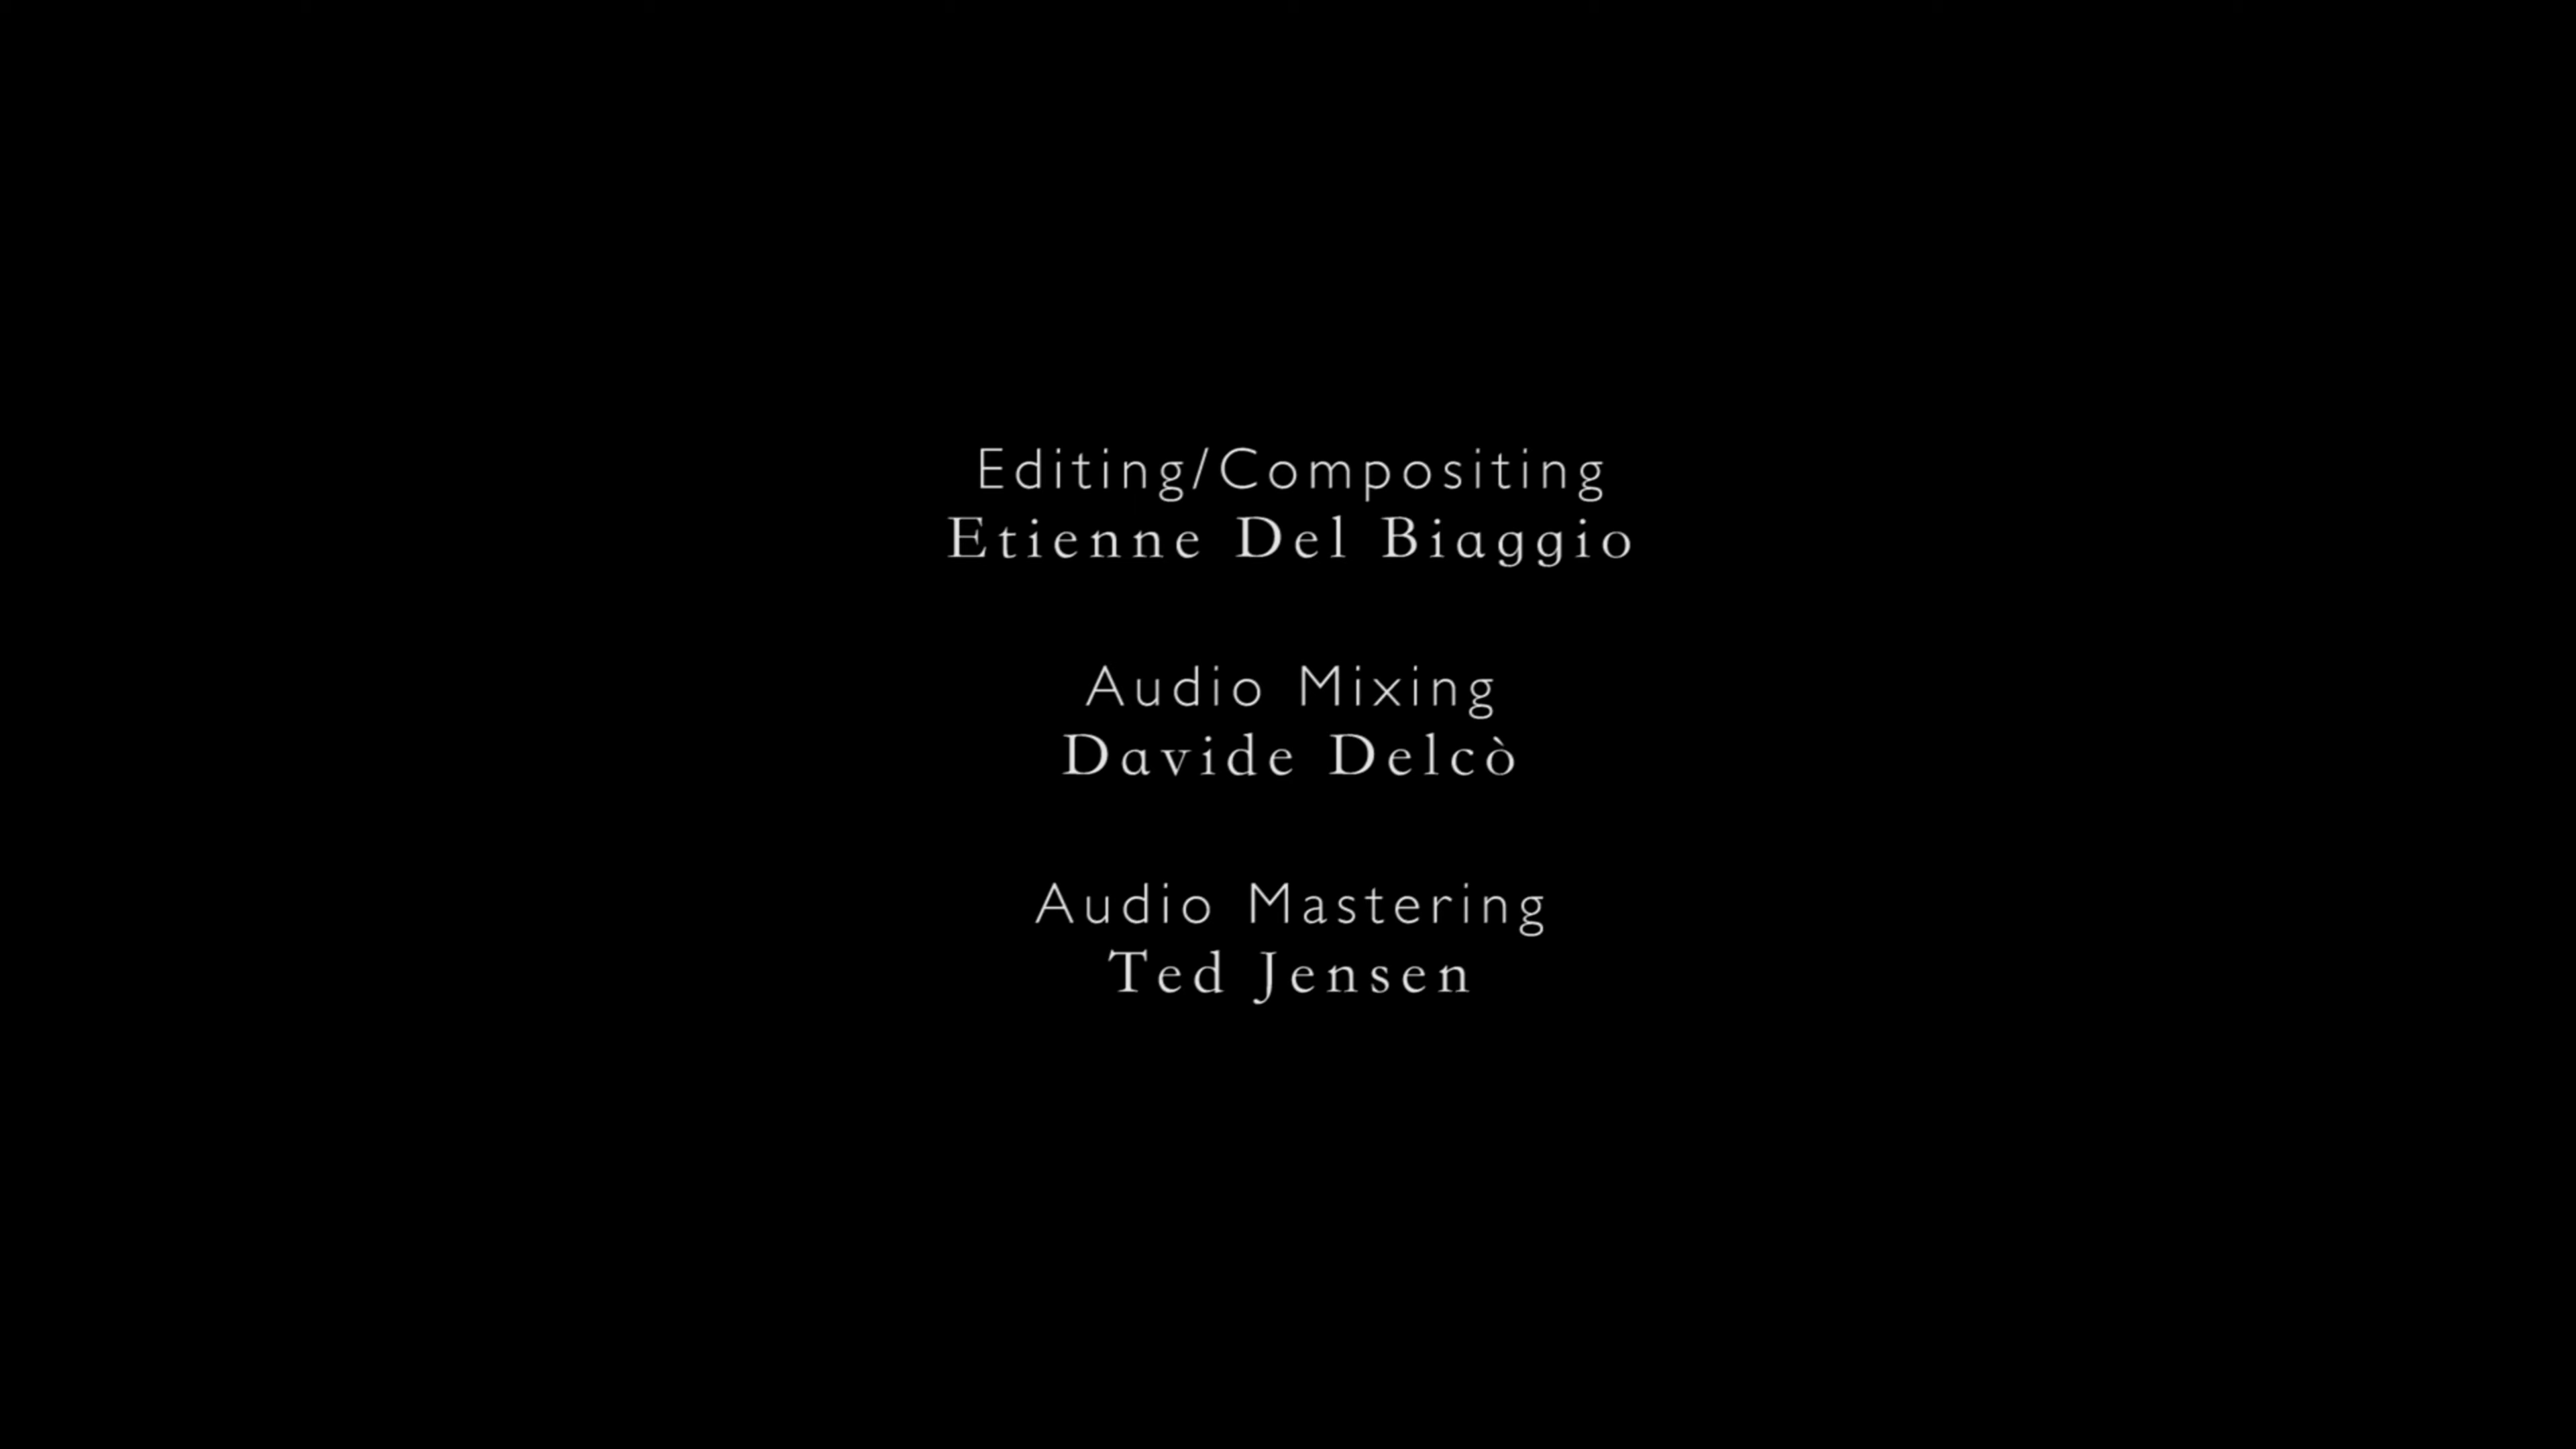 Editing/Compositing
Etienne Del Biaggio
Audio Mixing
Davide Delcò
Audio Mastering
Ted Jensen